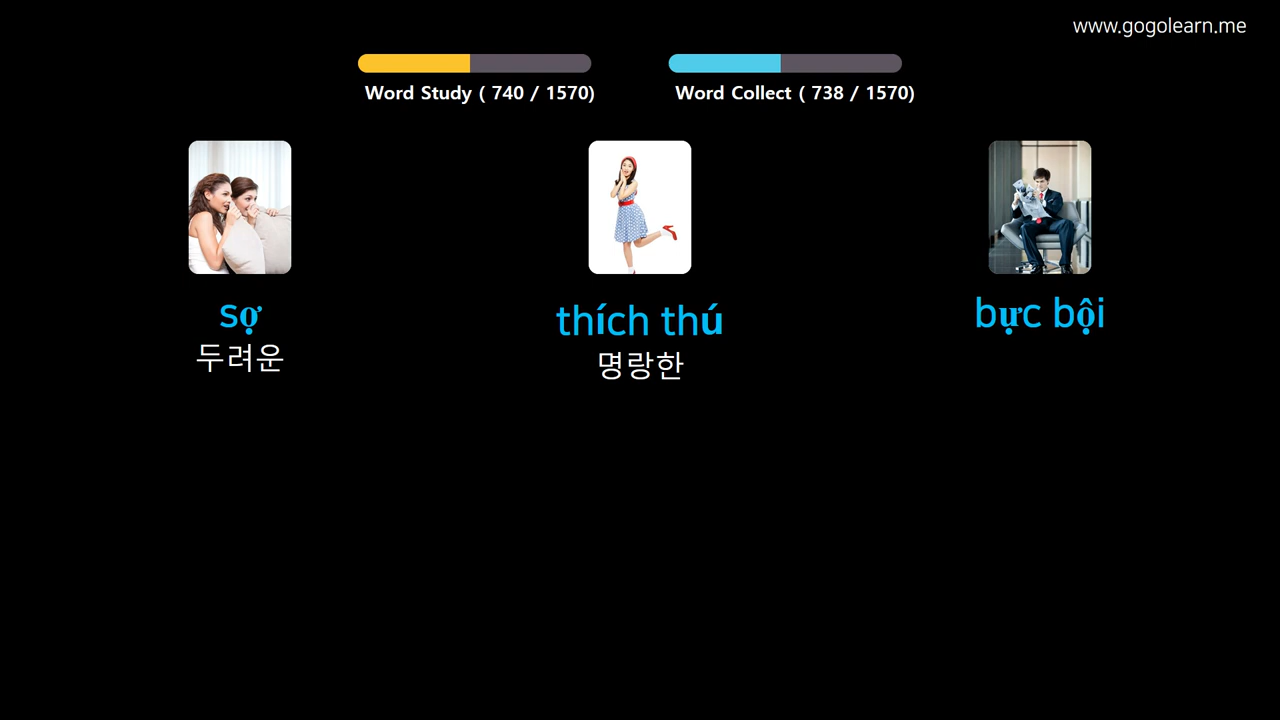 www.gogolearn.me
Word Study ( 740 / 1570)
Word Collect ( 738 / 1570)
sợ
두려운
thích thú
명랑한
bực bội